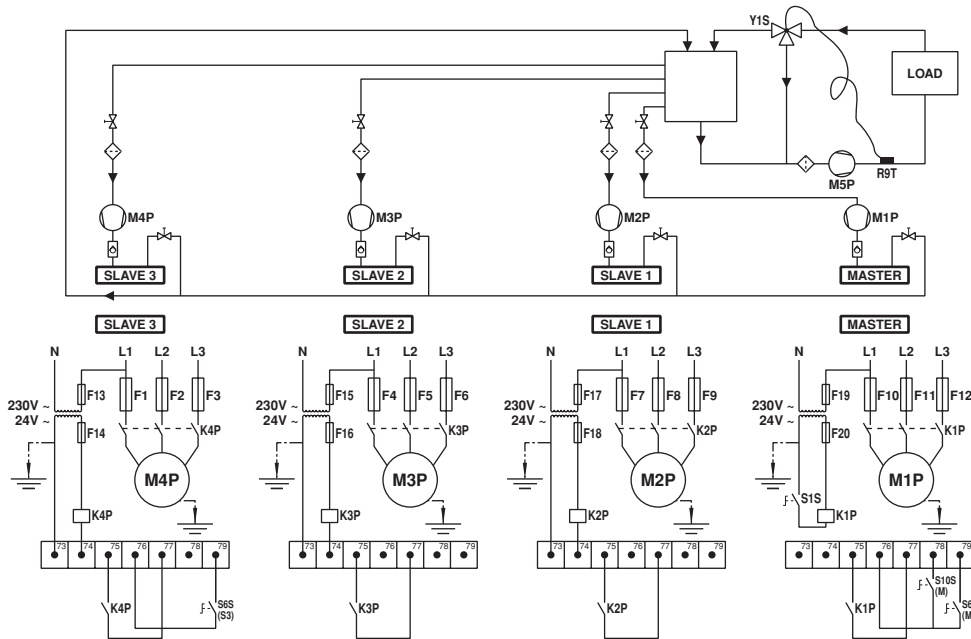 Y1S
LOAD
M5P
R9T
M4P
M3P
M2P
M1P
SLAVE 3
SLAVE 2
SLAVE 1
MASTER
SLAVE 3
SLAVE 2
SLAVE 1
MASTER
N L1 L2 L3
N L1 L2 L3
N L1 L2 L3
N L1 L2 L3
F13 F1 F2 F3
F15 F4 F5 F6
F17 F7 F8 F9
F19 F10 F11 F12
230V ~
24V ~
F14
K4P
230V ~
24V ~
F16
K3P
230V ~
24V ~
F18
K2P
230V ~
24V ~
F20
K1P
M4P
M3P
M2P
M1P
S1S
K4P
K3P
K2P
K1P
73 74 75 76 77 78 79
73 74 75 76 77 78 79
73 74 75 76 77 78 79
73 74 75 76 77 78 79
K4P
S6S
(S3)
K3P
K2P
K1P
S10S
(M)
S6
(M